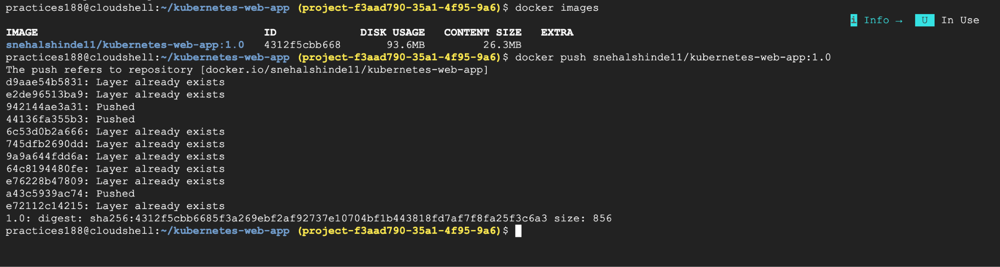 practices188@cloudshell:~/kubernetes-web-app (project-f3aad790-35a1-4f95-9a6)$ docker images
i Info → U In Use
IMAGE ID DISK USAGE CONTENT SIZE EXTRA
snehalshinde11/kubernetes-web-app:1.0 4312f5cbb668 93.6MB 26.3MB
practices188@cloudshell:~/kubernetes-web-app (project-f3aad790-35a1-4f95-9a6)$ docker push snehalshinde11/kubernetes-web-app:1.0
The push refers to repository [docker.io/snehalshinde11/kubernetes-web-app]
d9aae54b5831: Layer already exists
e2de96513ba9: Layer already exists
942144ae3a31: Pushed
44136fa355b3: Pushed
6c53d0b2a666: Layer already exists
745dfb2690dd: Layer already exists
9a9a644fdd6a: Layer already exists
64c8194480fe: Layer already exists
e76228b47809: Layer already exists
a43c5939ac74: Pushed
e72112c14215: Layer already exists
1.0: digest: sha256:4312f5cbb6685f3a269ebf2af92737e10704bf1b443818fd7af7f8fa25f3c6a3 size: 856
practices188@cloudshell:~/kubernetes-web-app (project-f3aad790-35a1-4f95-9a6)$